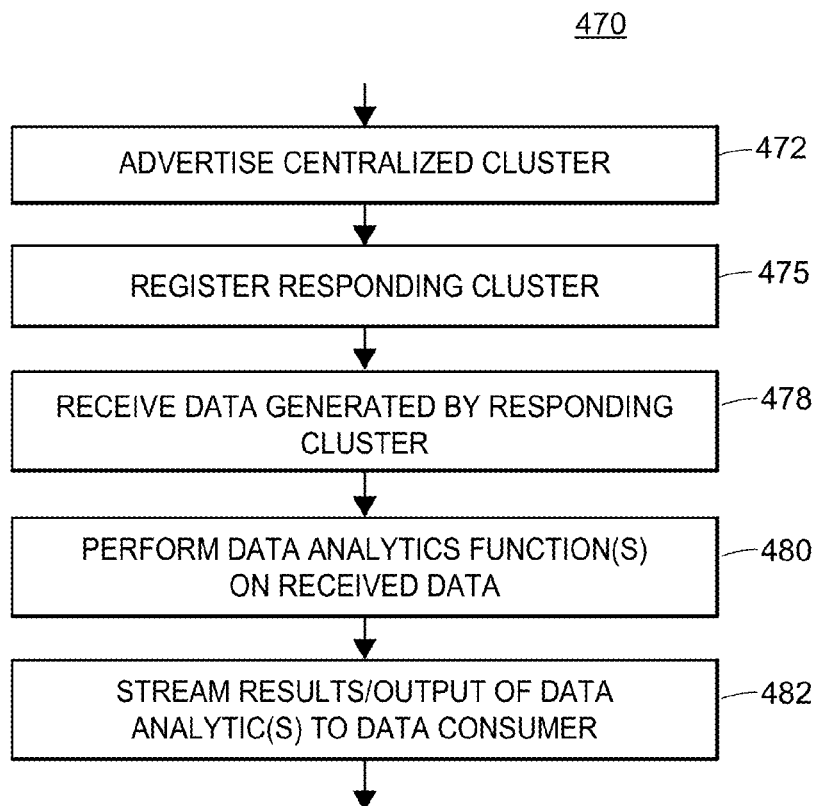 470
ADVERTISE CENTRALIZED CLUSTER
472
REGISTER RESPONDING CLUSTER
475
RECEIVE DATA GENERATED BY RESPONDING
CLUSTER
478
PERFORM DATA ANALYTICS FUNCTION(S)
ON RECEIVED DATA
480
STREAM RESULTS/OUTPUT OF DATA
ANALYTIC(S) TO DATA CONSUMER
482